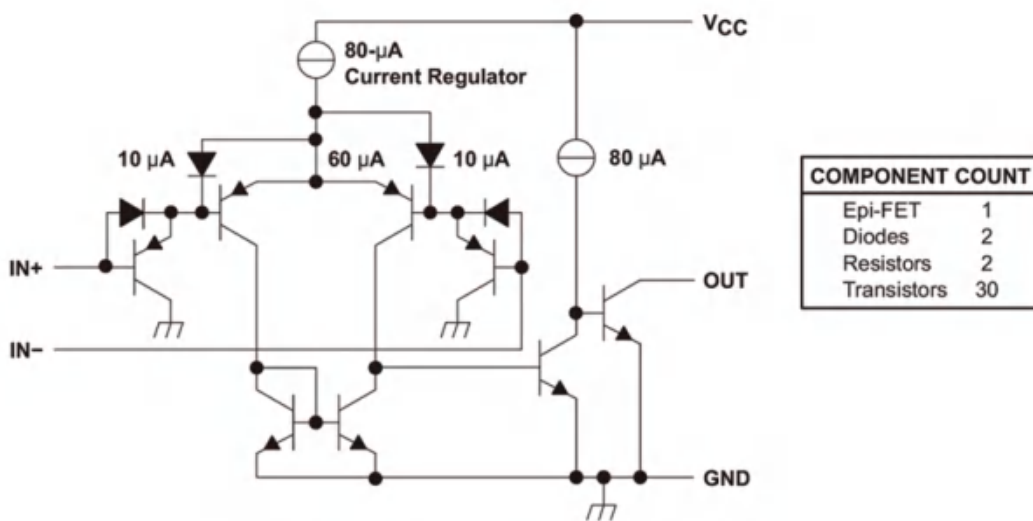 VCC
80-µA
Current Regulator
10 µA
60 µA
10 µA
80 µA
IN+
OUT
IN−
GND
COMPONENT COUNT
Epi-FET 1
Diodes 2
Resistors 2
Transistors 30